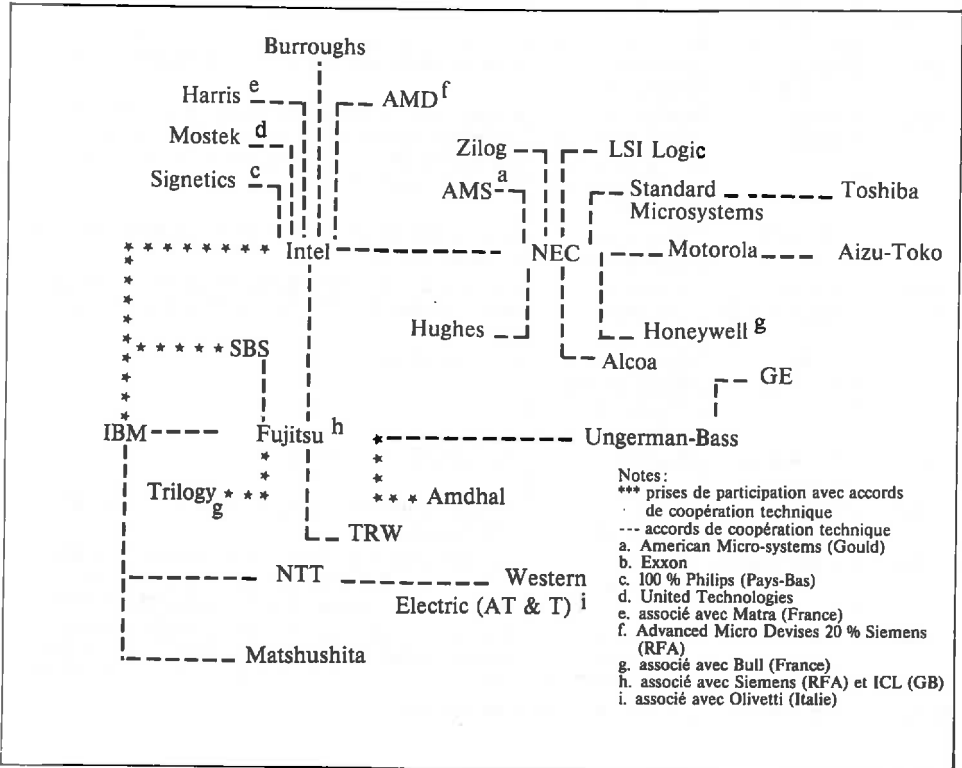 Burroughs
Harris e
AMD f
Mostek d
Zilog
LSI Logic
Signetics c
AMS a
Standard
Microsystems
Toshiba
Intel
NEC
Motorola
Aizu-Toko
Hughes
Honeywell g
SBS
Alcoa
GE
IBM
Fujitsu h
Ungerman-Bass
Trilogy g
Amdhal
TRW
NTT
Western
Electric (AT & T) i
Matshushita
Notes :
*** prises de participation avec accords
de coopération technique
--- accords de coopération technique
a. American Micro-systems (Gould)
b. Exxon
c. 100 % Philips (Pays-Bas)
d. United Technologies
e. associé avec Matra (France)
f. Advanced Micro Devises 20 % Siemens
(RFA)
g. associé avec Bull (France)
h. associé avec Siemens (RFA) et ICL (GB)
i. associé avec Olivetti (Italie)